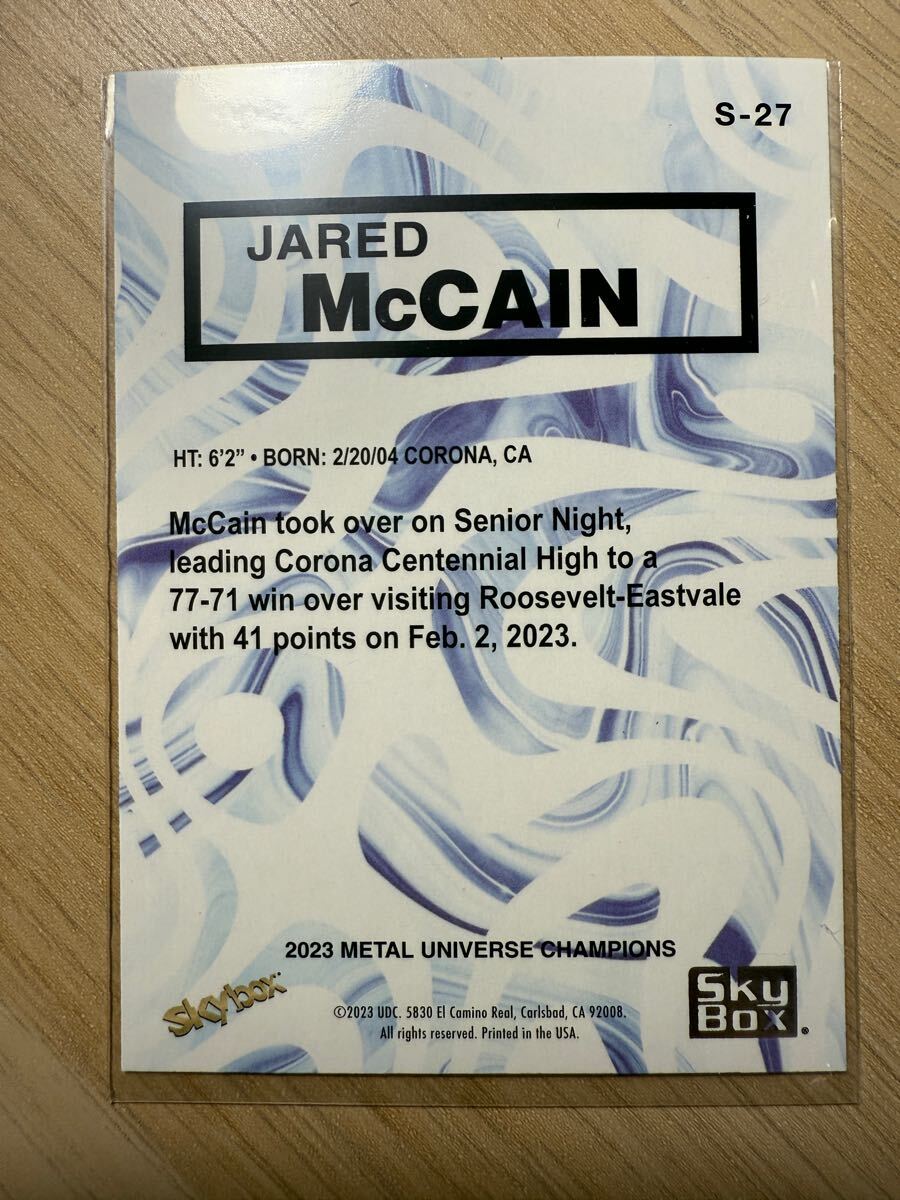 S-27
JARED
McCAIN
HT: 6'2" • BORN: 2/20/04 CORONA, CA
McCain took over on Senior Night,
leading Corona Centennial High to a
77-71 win over visiting Roosevelt-Eastvale
with 41 points on Feb. 2, 2023.
2023 METAL UNIVERSE CHAMPIONS
skybox
©2023 UDC. 5830 El Camino Real, Carlsbad, CA 92008.
All rights reserved. Printed in the USA.
Sky
Box®